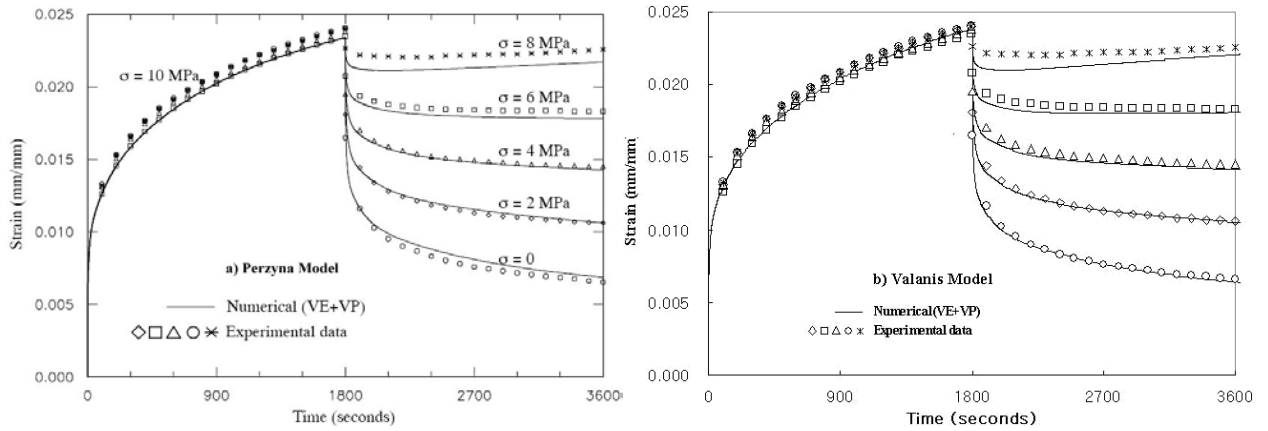 0.025
0.020
0.015
0.010
0.005
0.000
Strain (mm/mm)
σ = 10 MPa
σ = 8 MPa
σ = 6 MPa
σ = 4 MPa
σ = 2 MPa
σ = 0
a) Perzyna Model
Numerical (VE+VP)
Experimental data
0 900 1800 2700 3600
Time (seconds)
0.025
0.020
0.015
0.010
0.005
0.000
Strain (mm/mm)
b) Valanis Model
Numerical(VE+VP)
Experimental data
0 900 1800 2700 3600
Time (seconds)